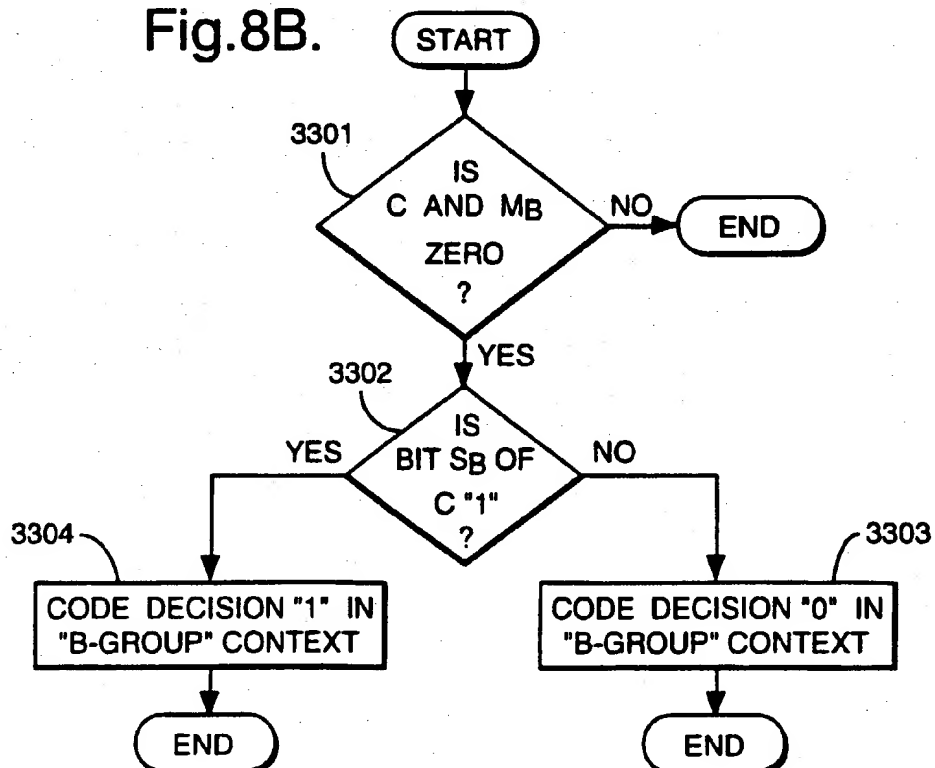 Fig.8B.
START
3301
IS
C AND MB
ZERO
?
NO
END
YES
3302
IS
BIT SB OF
C "1"
?
YES
NO
3304
3303
CODE DECISION "1" IN
"B-GROUP" CONTEXT
CODE DECISION "0" IN
"B-GROUP" CONTEXT
END
END